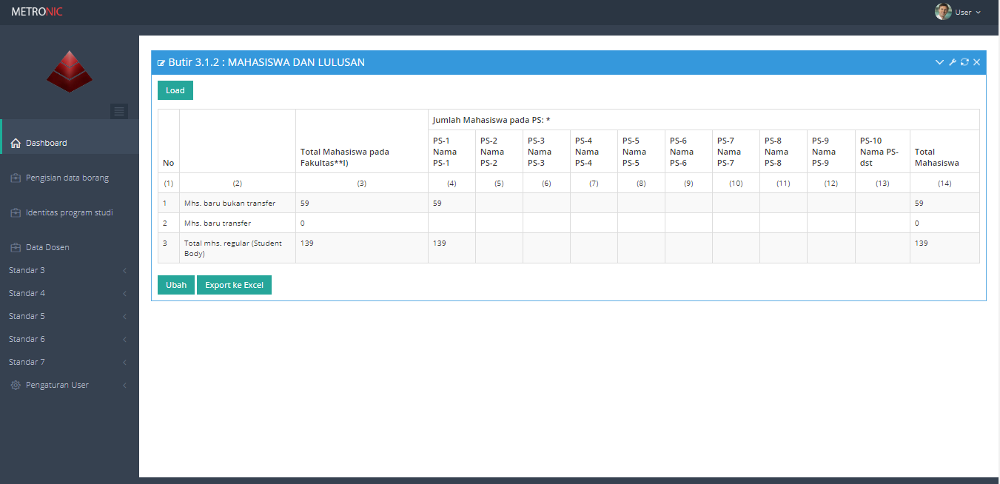 METRONIC
User
Butir 3.1.2 : MAHASISWA DAN LULUSAN
Load
Dashboard
Pengisian data borang
Identitas program studi
Data Dosen
Standar 3
Standar 4
Standar 5
Standar 6
Standar 7
Pengaturan User
No
Total Mahasiswa pada
Fakultas**I)
Jumlah Mahasiswa pada PS: *
PS-1
Nama
PS-1
PS-2
Nama
PS-2
PS-3
Nama
PS-3
PS-4
Nama
PS-4
PS-5
Nama
PS-5
PS-6
Nama
PS-6
PS-7
Nama
PS-7
PS-8
Nama
PS-8
PS-9
Nama
PS-9
PS-10
Nama PS-
dst
Total
Mahasiswa
(1) (2) (3) (4) (5) (6) (7) (8) (9) (10) (11) (12) (13) (14)
1 Mhs. baru bukan transfer 59 59 59
2 Mhs. baru transfer 0 0
3 Total mhs. regular (Student 139 139 139
Body)
Ubah Export ke Excel